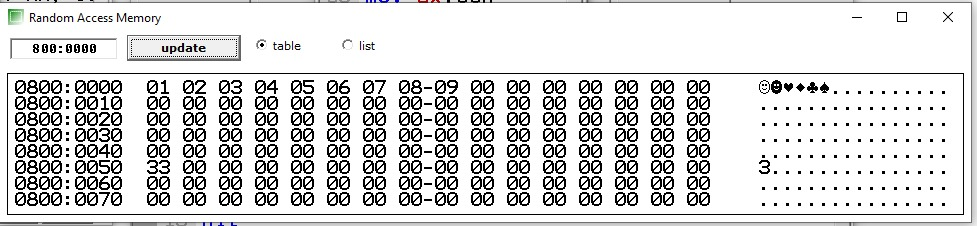 Random Access Memory
800:0000 update table list
0800:0000 01 02 03 04 05 06 07 08-09 00 00 00 00 00 00 00 ☺☻♥♦♣♠..........
0800:0010 00 00 00 00 00 00 00 00-00 00 00 00 00 00 00 00 ................
0800:0020 00 00 00 00 00 00 00 00-00 00 00 00 00 00 00 00 ................
0800:0030 00 00 00 00 00 00 00 00-00 00 00 00 00 00 00 00 ................
0800:0040 00 00 00 00 00 00 00 00-00 00 00 00 00 00 00 00 ................
0800:0050 33 00 00 00 00 00 00 00-00 00 00 00 00 00 00 00 3...............
0800:0060 00 00 00 00 00 00 00 00-00 00 00 00 00 00 00 00 ................
0800:0070 00 00 00 00 00 00 00 00-00 00 00 00 00 00 00 00 ................